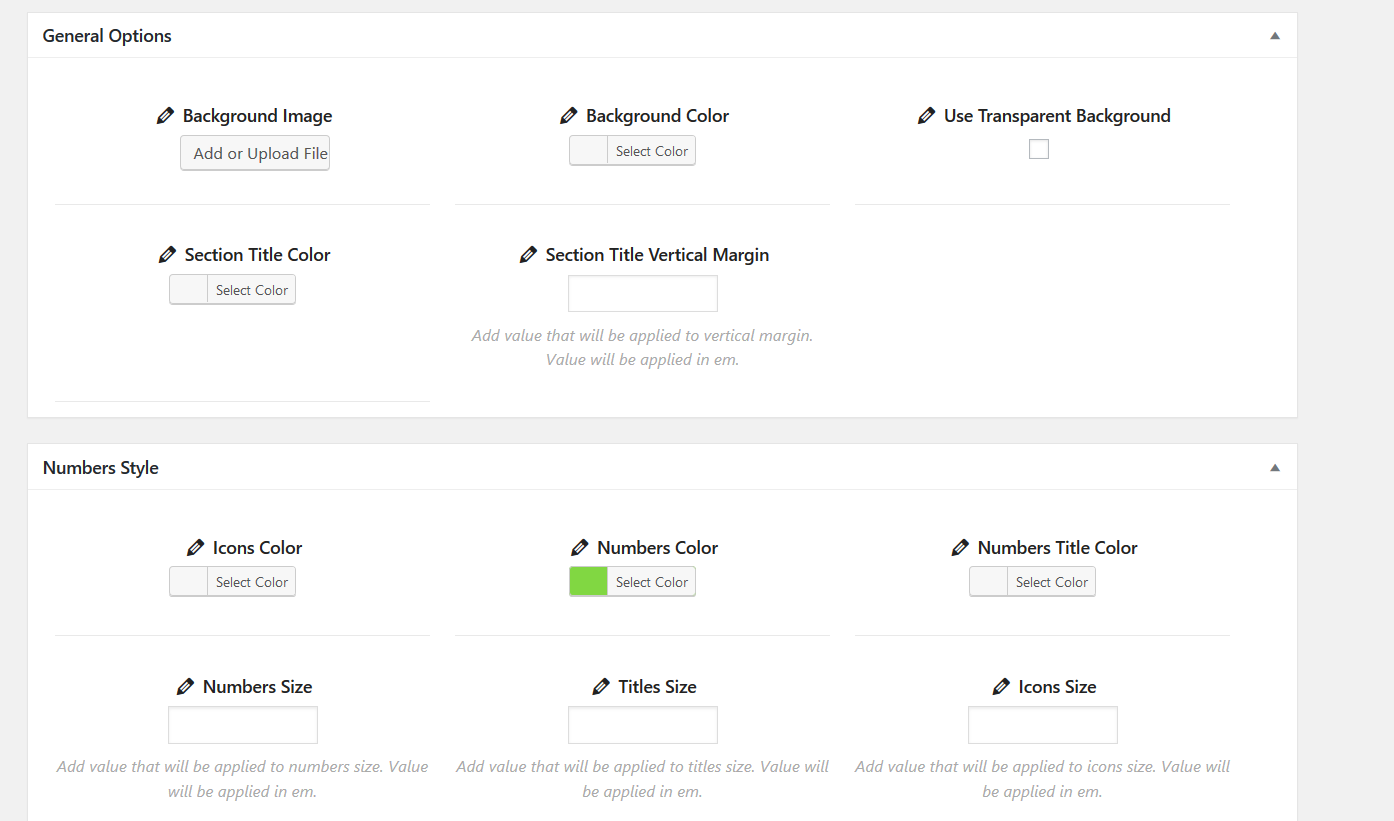 General Options
Background Image
Background Color
Use Transparent Background
Add or Upload File
Select Color
Section Title Color
Section Title Vertical Margin
Select Color
Add value that will be applied to vertical margin.
Value will be applied in em.
Numbers Style
Icons Color
Numbers Color
Numbers Title Color
Select Color
Select Color
Select Color
Numbers Size
Titles Size
Icons Size
Add value that will be applied to numbers size. Value
will be applied in em.
Add value that will be applied to titles size. Value will
be applied in em.
Add value that will be applied to icons size. Value will
be applied in em.